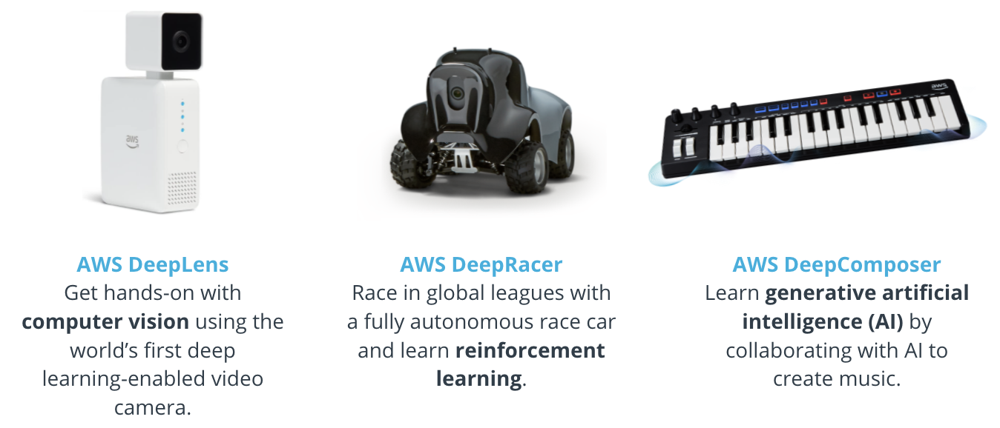 aws
aws
AWS DeepLens
Get hands-on with
computer vision using the
world’s first deep
learning-enabled video
camera.
AWS DeepRacer
Race in global leagues with
a fully autonomous race car
and learn reinforcement
learning.
AWS DeepComposer
Learn generative artificial
intelligence (AI) by
collaborating with AI to
create music.